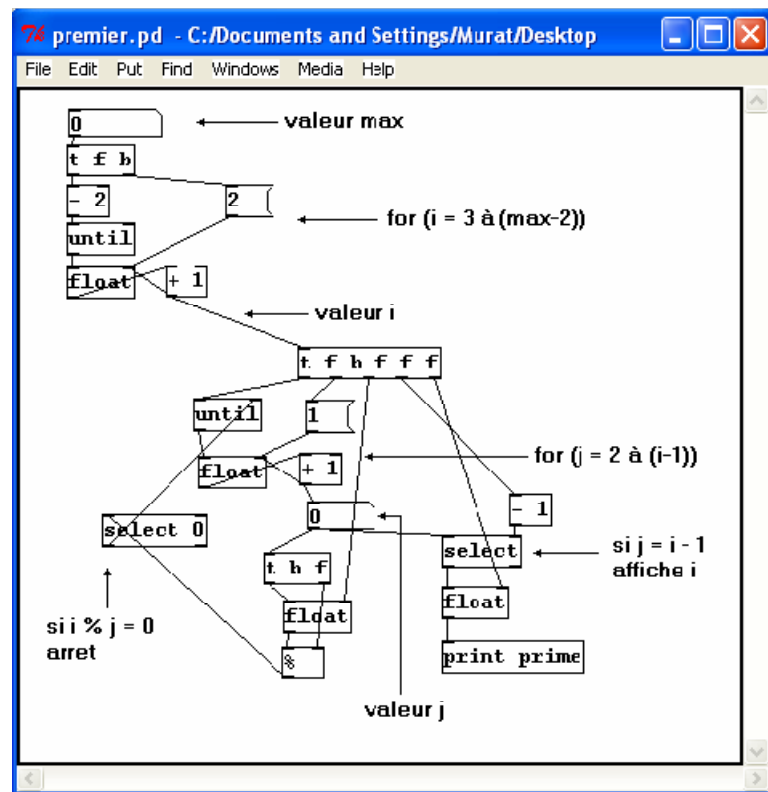 premier.pd - C:/Documents and Settings/Murat/Desktop
File Edit Put Find Windows Media Help
0
valeur max
t f b
- 2
2
for (i = 3 à (max-2))
until
float
+ 1
valeur i
t f b f f f
until
1
for (j = 2 à (i-1))
float
+ 1
0
- 1
select 0
select
si j = i - 1
affiche i
t b f
float
float
si i % j = 0
arret
%
print prime
valeur j